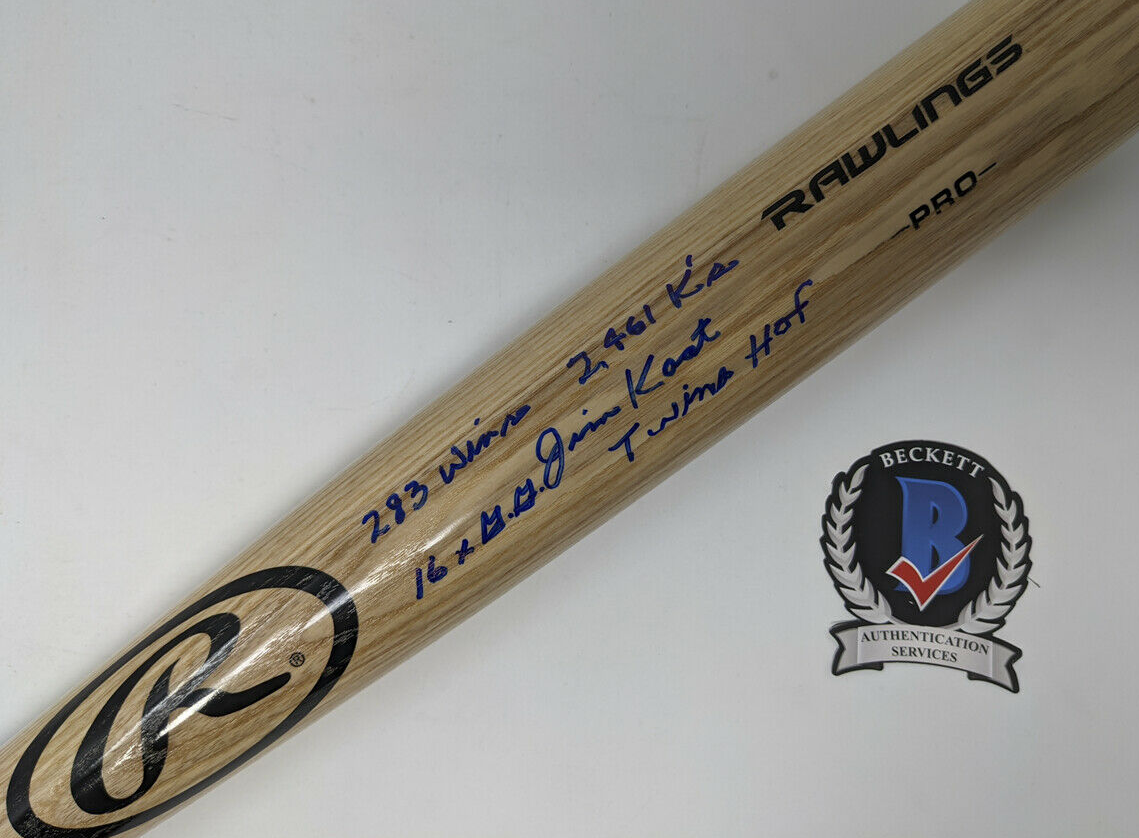 RAWLINGS
—PRO—
283 Wins 2,461 K's
16 x G.G. Jim Kaat
Twins HOF
R ®
BECKETT
B
AUTHENTICATION
SERVICES